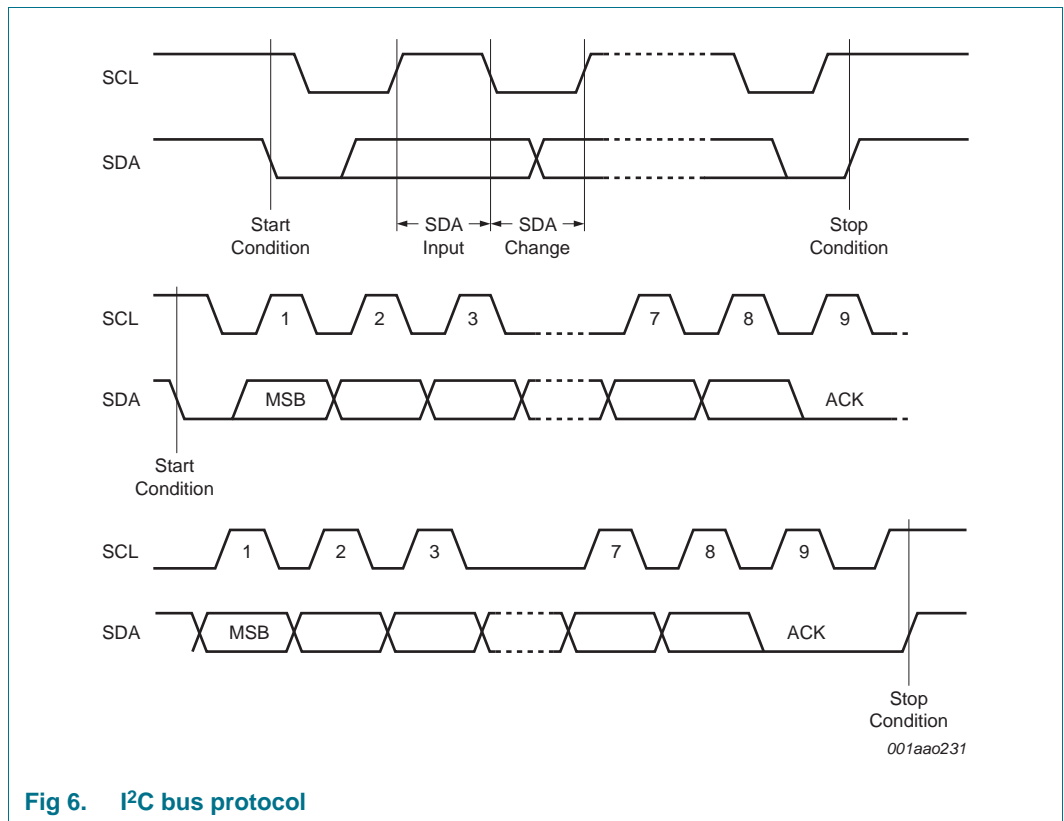 SCL
SDA
Start
Condition
SDA
Input
SDA
Change
Stop
Condition
SCL
1 2 3 7 8 9
SDA
MSB
ACK
Start
Condition
SCL
1 2 3 7 8 9
SDA
MSB
ACK
Stop
Condition
001aao231
Fig 6. I²C bus protocol